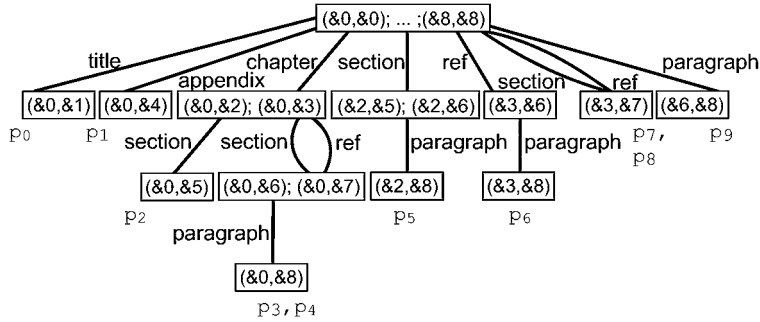 (&0,&0); ... ;(&8,&8)
title
appendix
chapter
section
ref
section
ref
paragraph
(&0,&1)
(&0,&4)
(&0,&2); (&0,&3)
(&2,&5); (&2,&6)
(&3,&6)
(&3,&7)
(&6,&8)
p0
p1
section
section
ref
paragraph
paragraph
p7,
p8
p9
(&0,&5)
(&0,&6); (&0,&7)
(&2,&8)
(&3,&8)
p2
paragraph
p5
p6
(&0,&8)
p3,p4